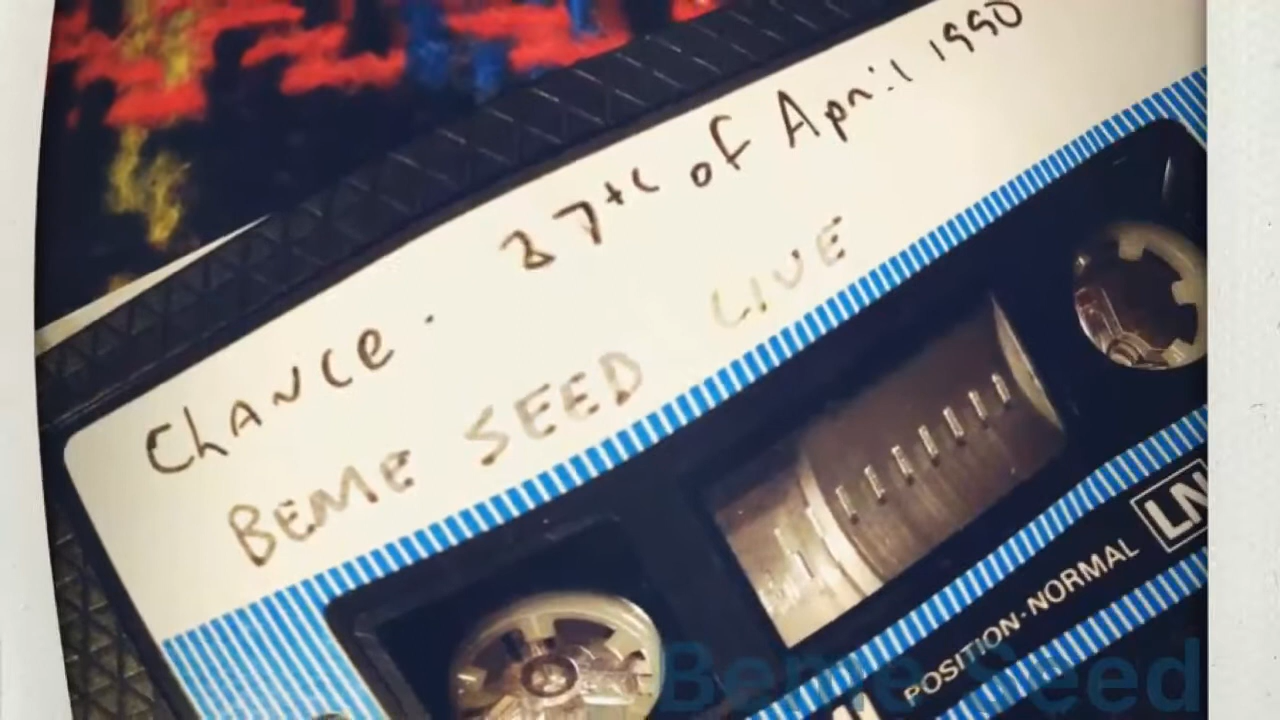 Chance. 27th of April 1990
BEME SEED LIVE
POSITION·NORMAL LN
Beme Seed